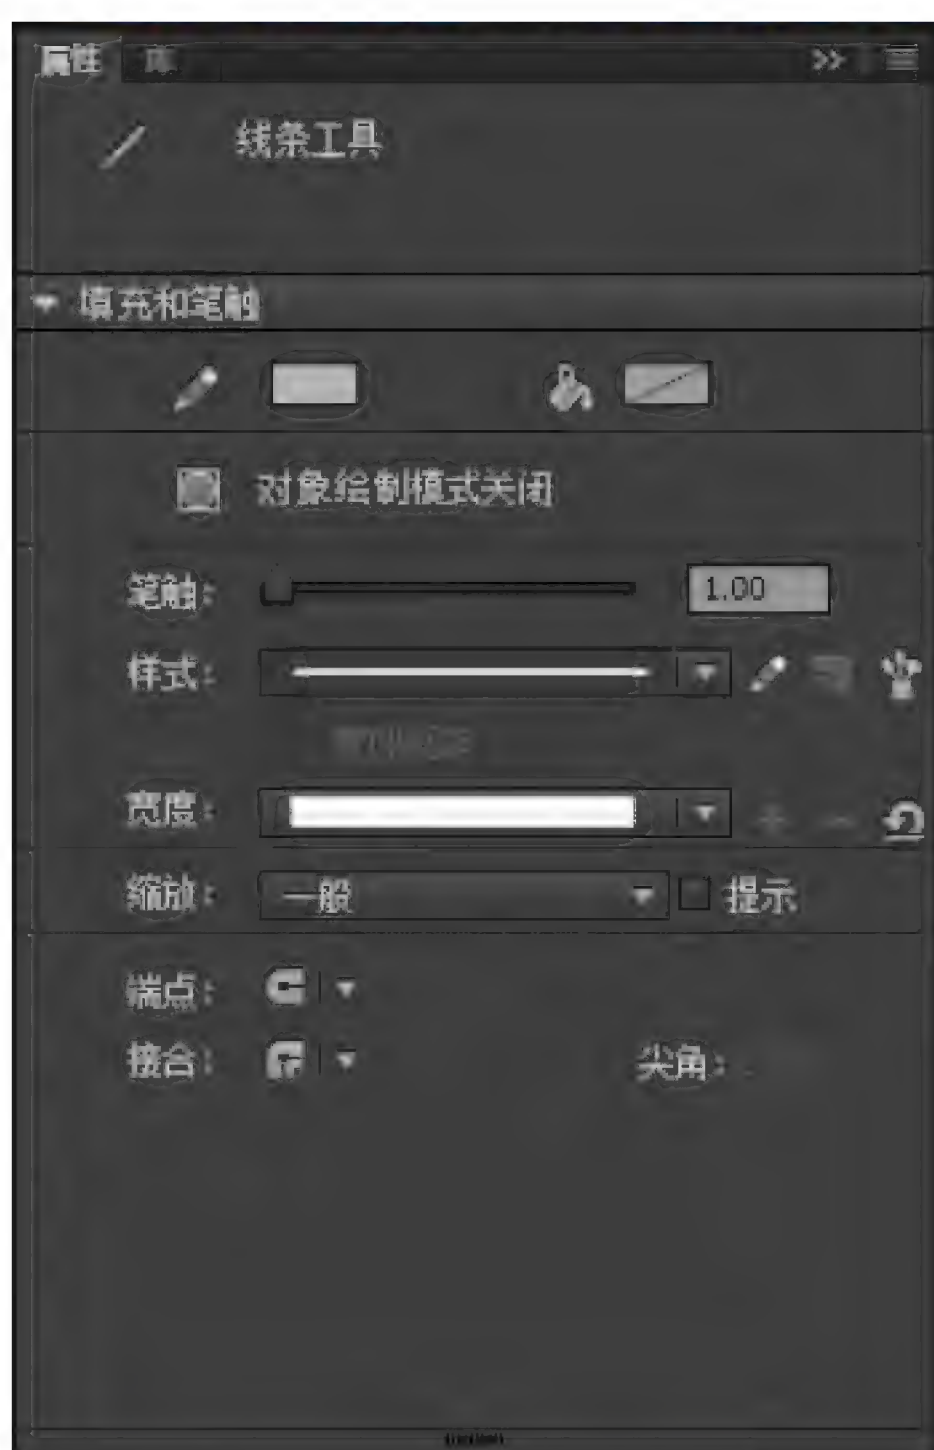 属性 库
线条工具
填充和笔触
对象绘制模式关闭
笔触: 1.00
样式:
宽度:
缩放: 一般 提示
端点:
接合: 尖角: